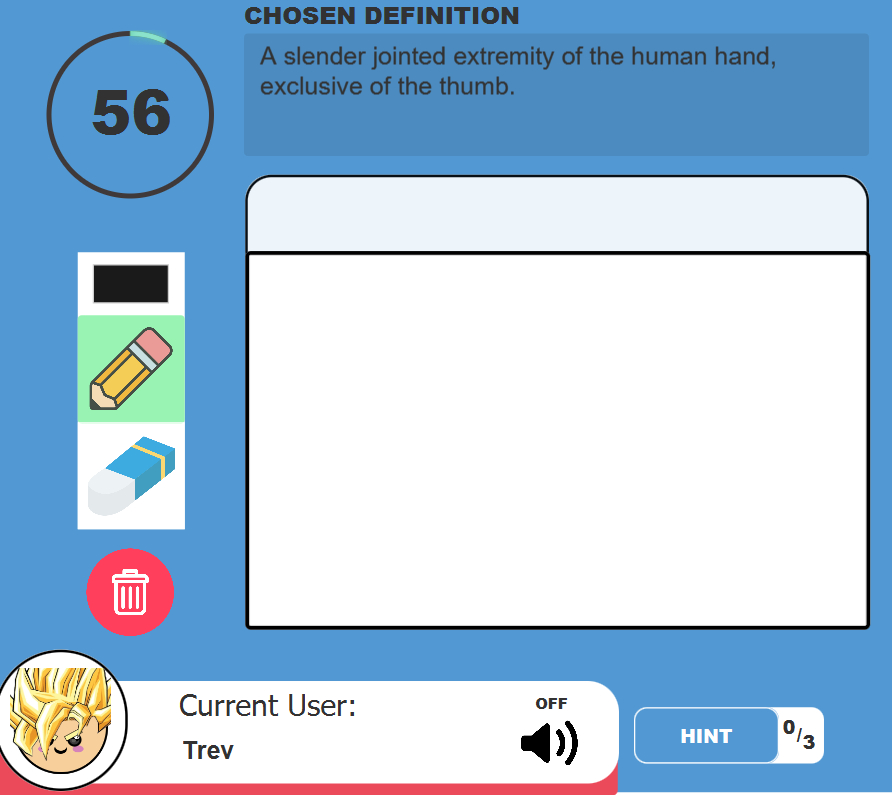 CHOSEN DEFINITION
A slender jointed extremity of the human hand,
exclusive of the thumb.
56
Current User:
Trev
OFF
HINT
0/3